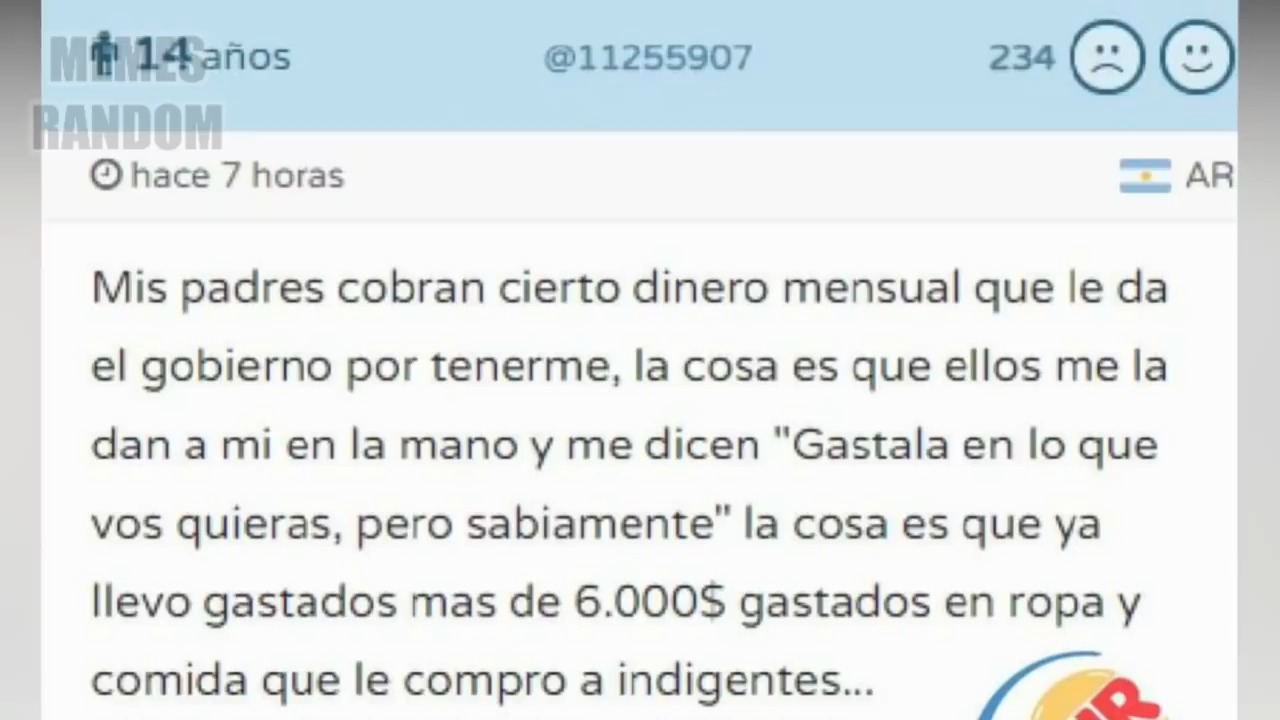 MEMES
RANDOM
14 años @11255907 234
hace 7 horas AR
Mis padres cobran cierto dinero mensual que le da
el gobierno por tenerme, la cosa es que ellos me la
dan a mi en la mano y me dicen "Gastala en lo que
vos quieras, pero sabiamente" la cosa es que ya
llevo gastados mas de 6.000$ gastados en ropa y
comida que le compro a indigentes...